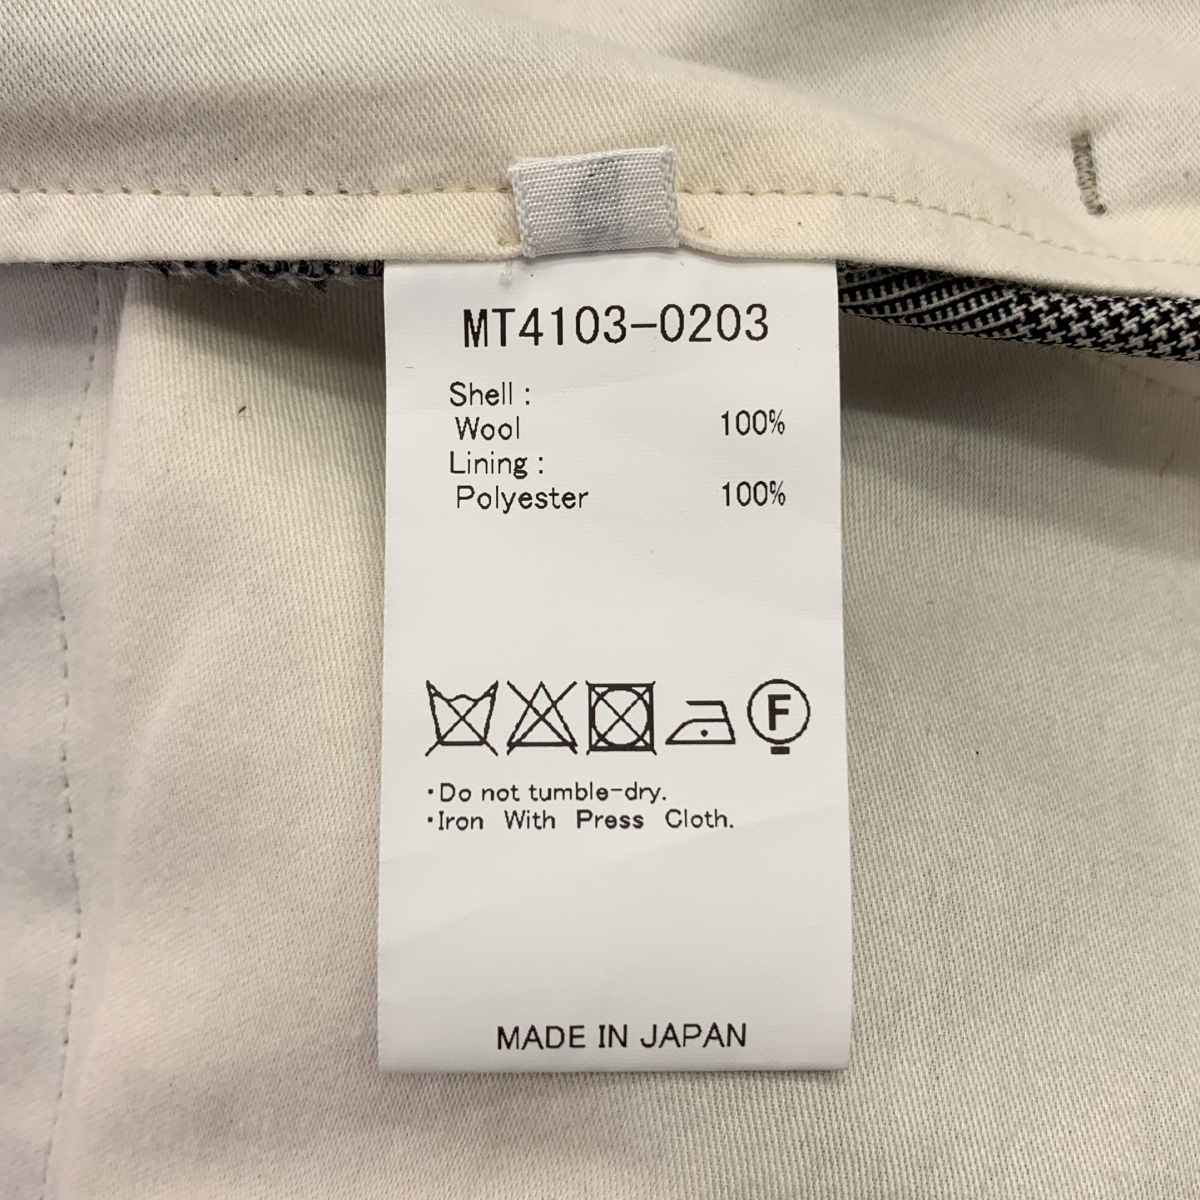 MT4103-0203
Shell :
Wool 100%
Lining :
Polyester 100%
F
・Do not tumble-dry.
・Iron With Press Cloth.
MADE IN JAPAN